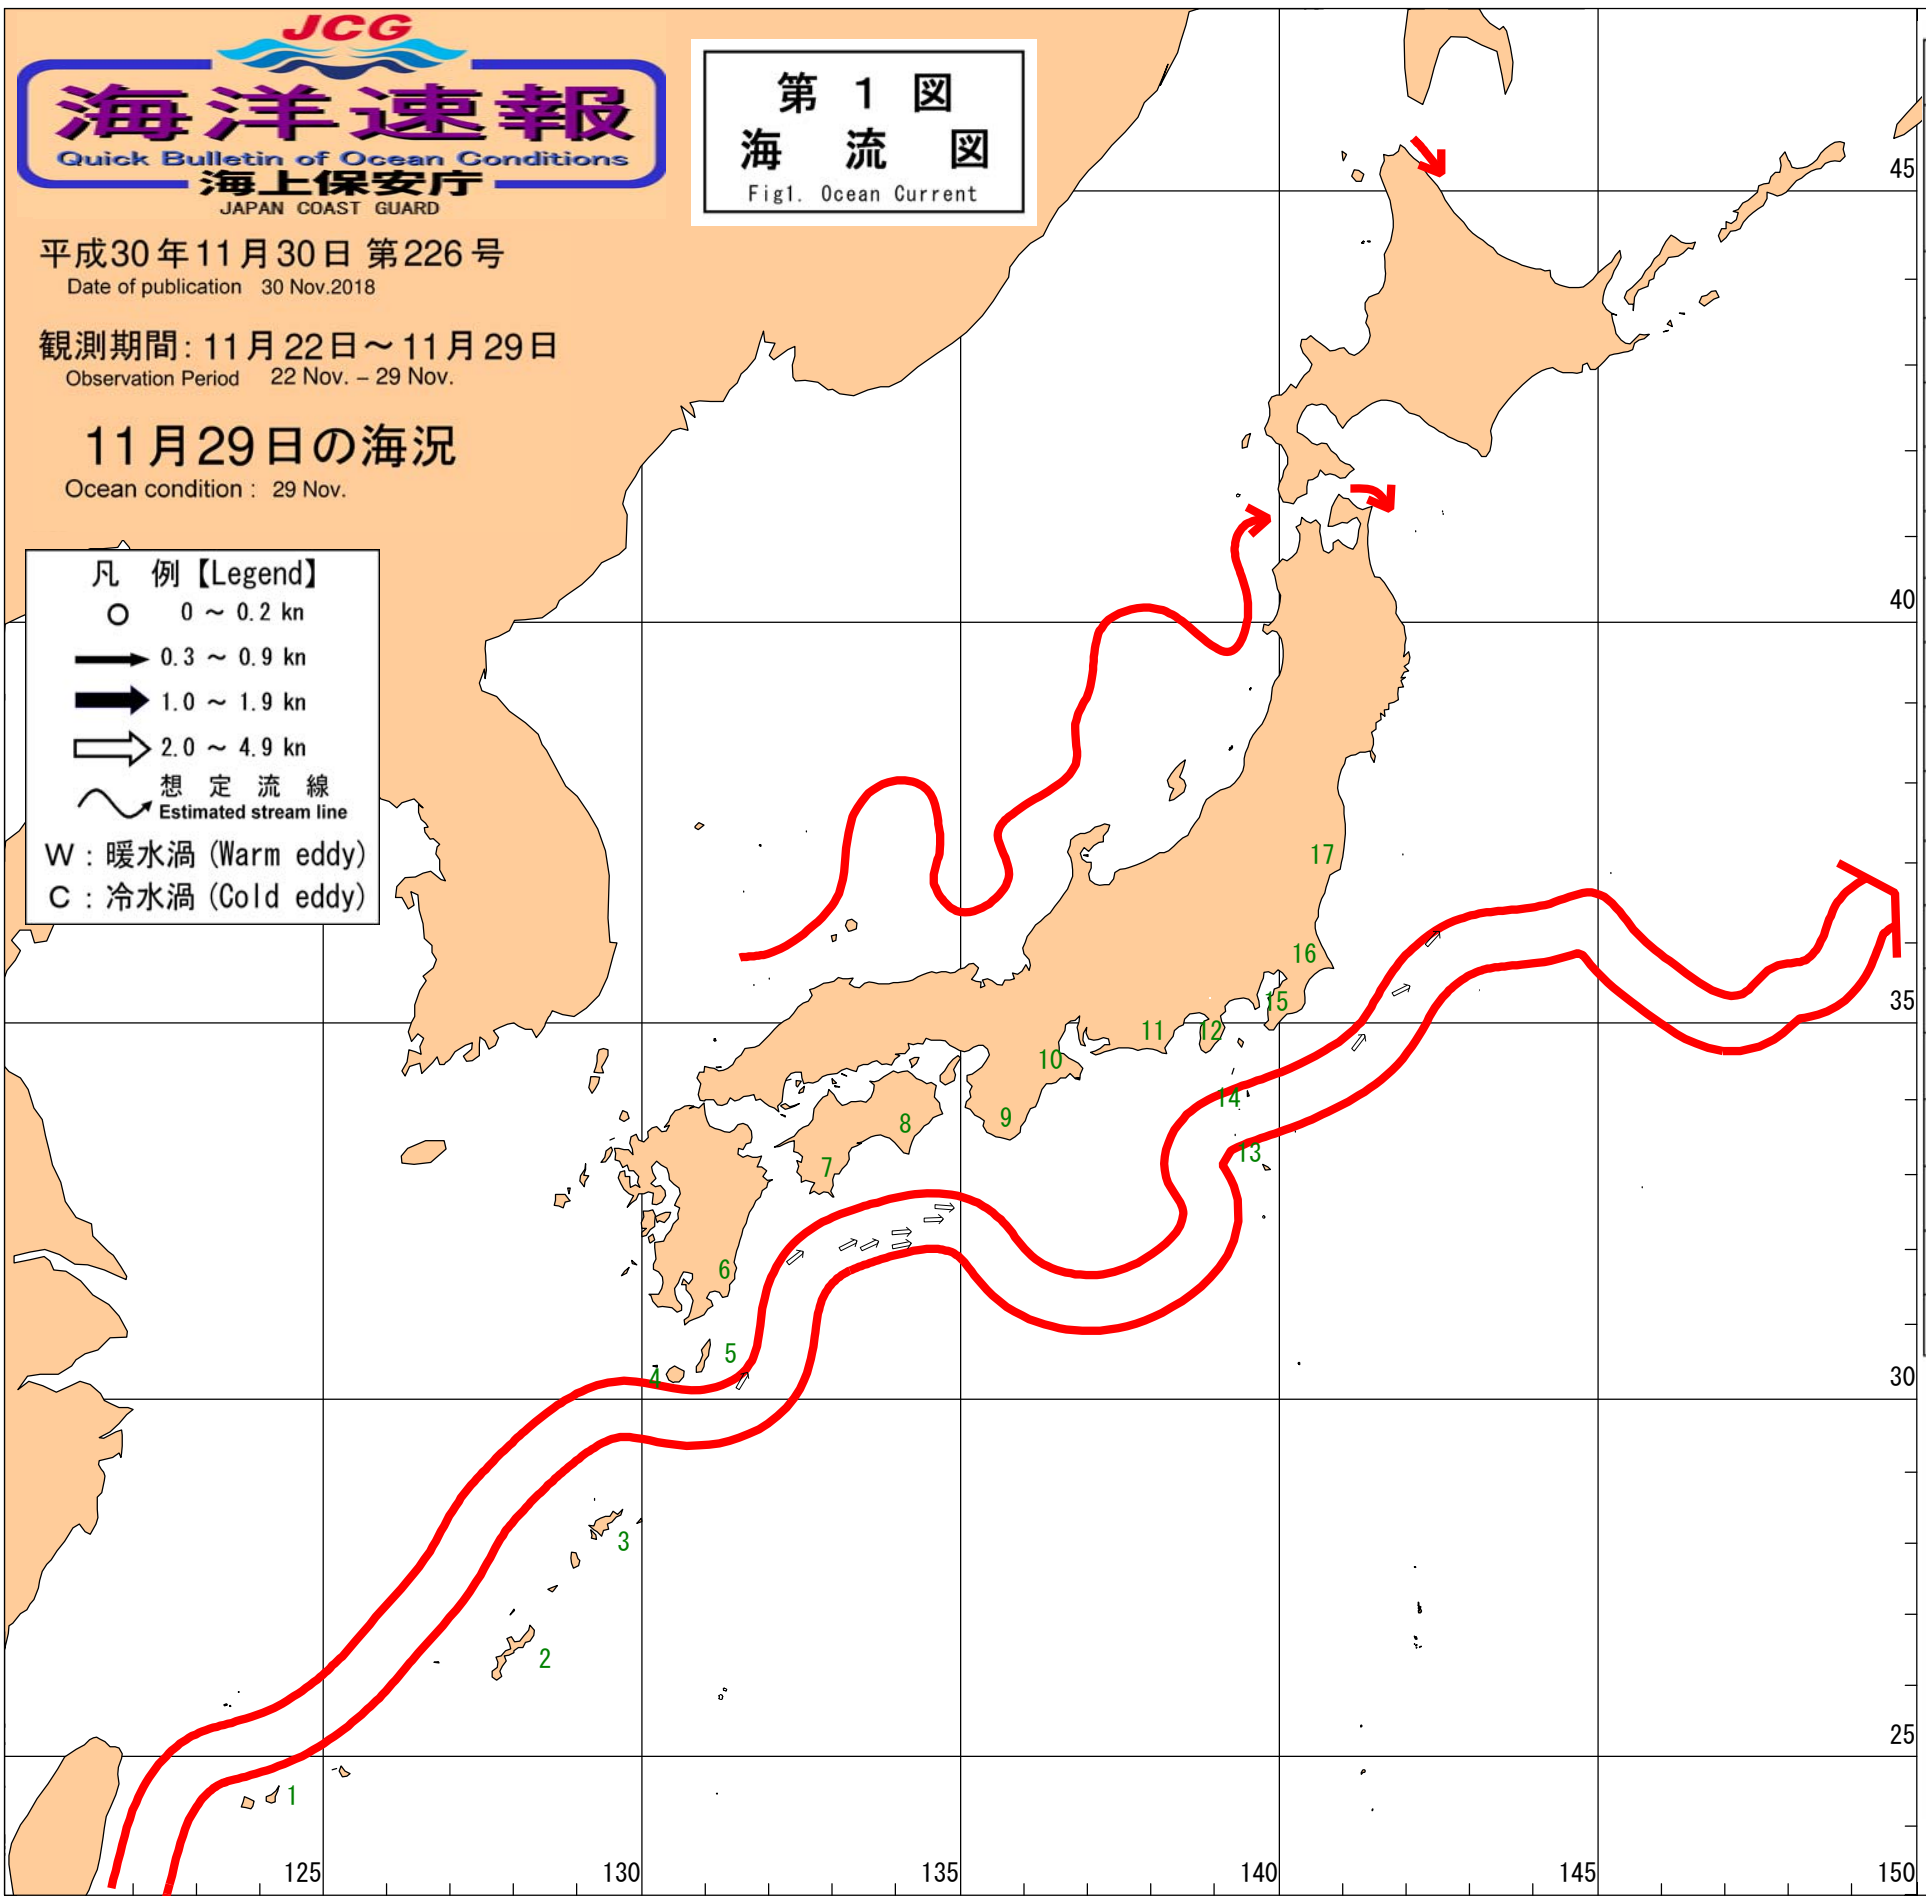 JCG
海洋速報
Quick Bulletin of Ocean Conditions
海上保安庁
JAPAN COAST GUARD
第 1 図
海 流 図
Fig1. Ocean Current
平成30年11月30日 第226号
Date of publication 30 Nov.2018
観測期間: 11月22日～11月29日
Observation Period 22 Nov. – 29 Nov.
11月29日の海況
Ocean condition : 29 Nov.
凡 例【Legend】
0 ～ 0.2 kn
0.3 ～ 0.9 kn
1.0 ～ 1.9 kn
2.0 ～ 4.9 kn
想 定 流 線
Estimated stream line
W : 暖水渦 (Warm eddy)
C : 冷水渦 (Cold eddy)
45
40
17
16
35
15
11
12
10
14
9
8
13
7
6
5
4
30
3
2
25
1
125
130
135
140
145
150